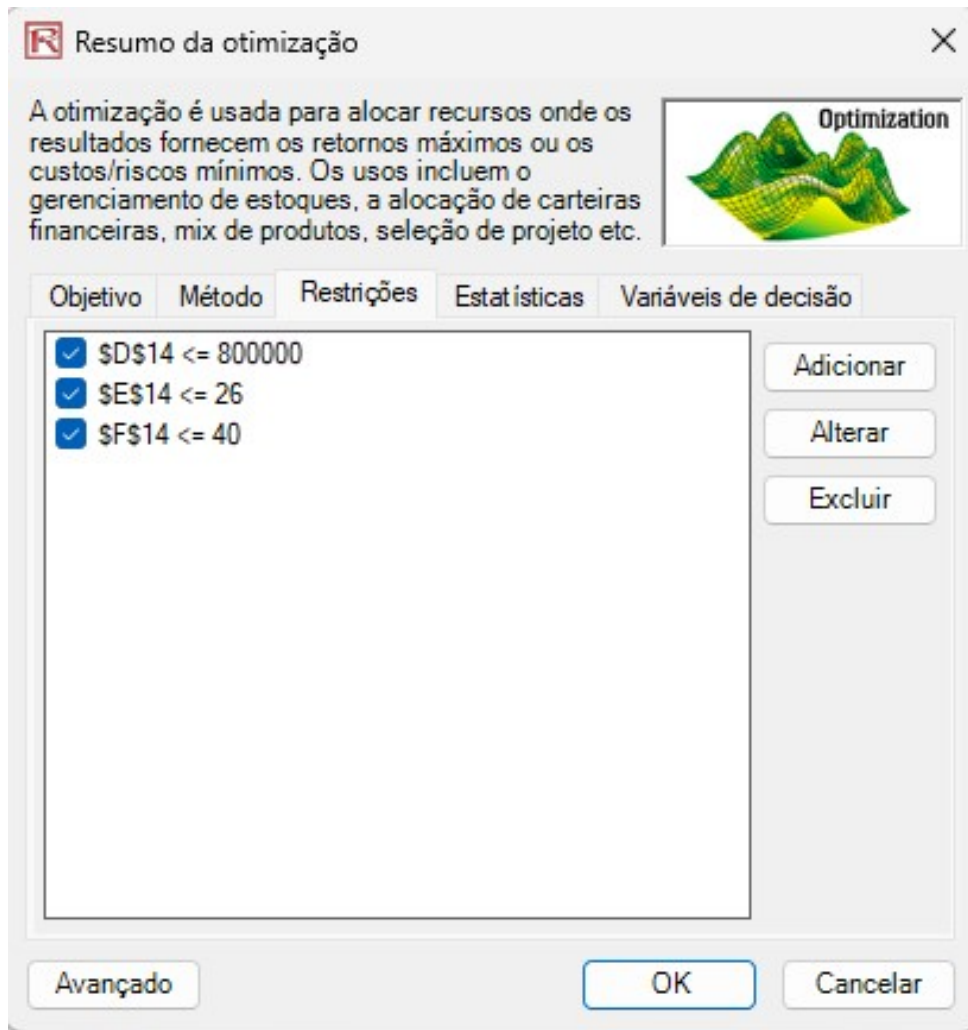 Resumo da otimização
A otimização é usada para alocar recursos onde os
resultados fornecem os retornos máximos ou os
custos/riscos mínimos. Os usos incluem o
gerenciamento de estoques, a alocação de carteiras
financeiras, mix de produtos, seleção de projeto etc.
Optimization
Objetivo Método Restrições Estatísticas Variáveis de decisão
$D$14 <= 800000
$E$14 <= 26
$F$14 <= 40
Adicionar
Alterar
Excluir
Avançado OK Cancelar